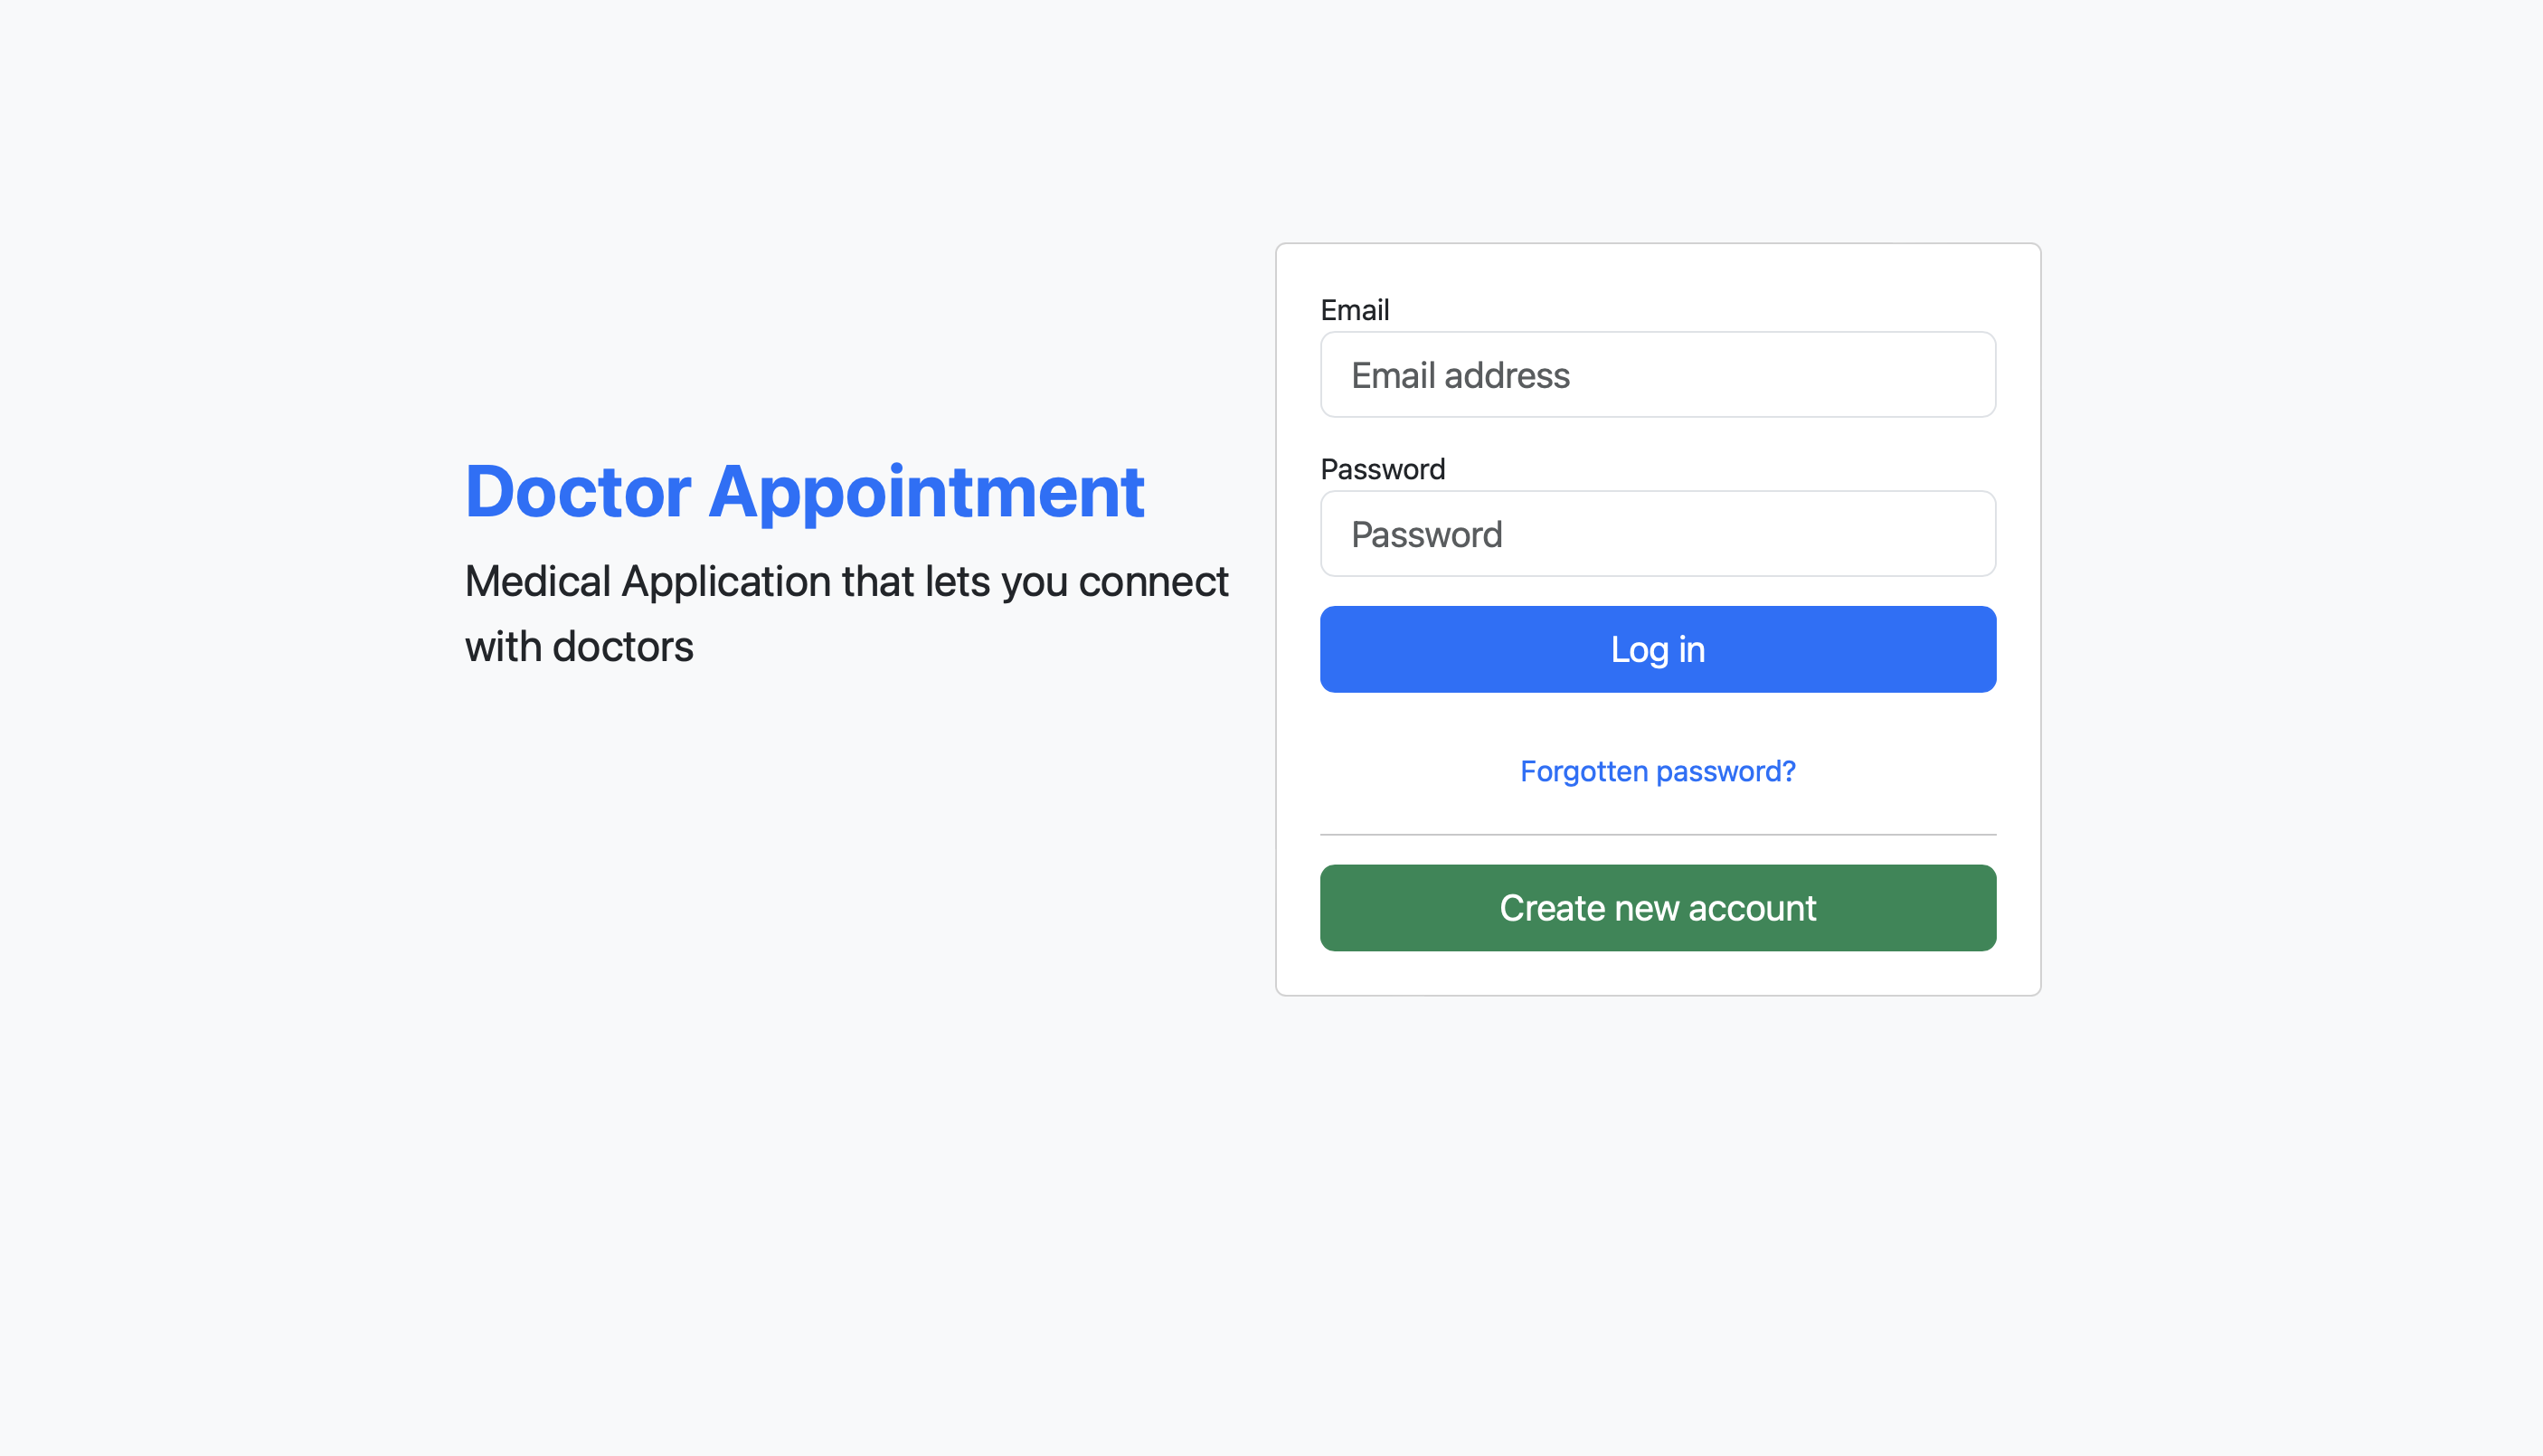 Doctor Appointment
Medical Application that lets you connect
with doctors
Email
Email address
Password
Password
Log in
Forgotten password?
Create new account